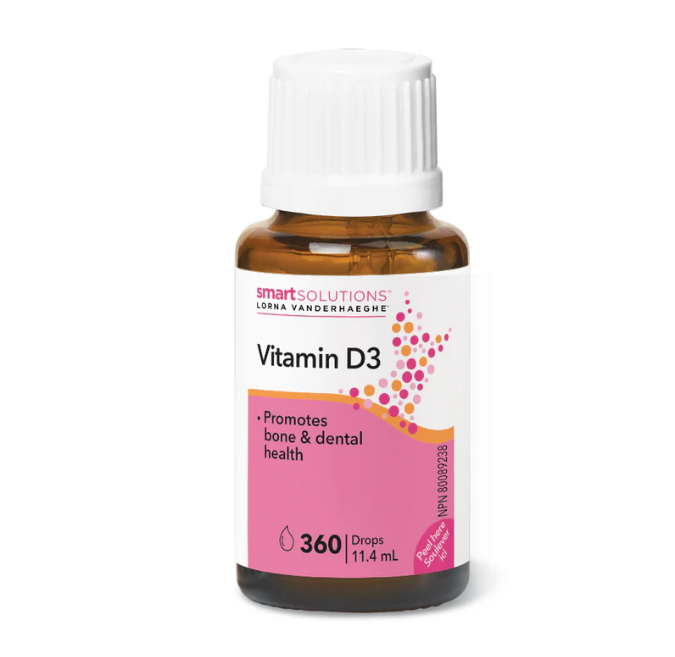 smartSOLUTIONS™
LORNA VANDERHAEGHE
Vitamin D3
• Promotes
bone & dental
health
NPN 80089238
360 Drops
11.4 mL
Peel here
Soulever
ici